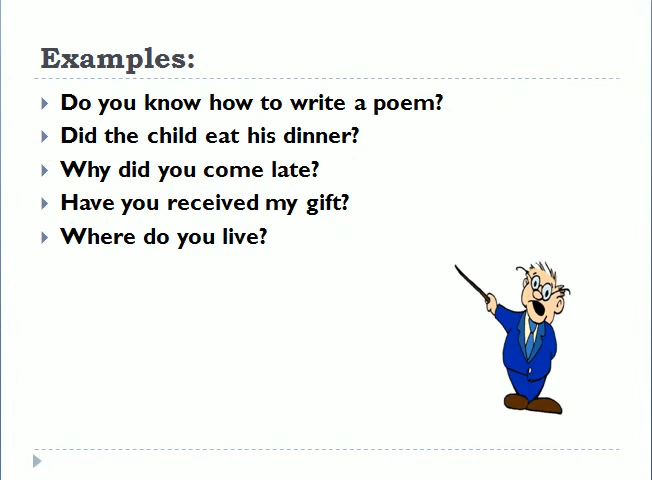 Examples:
Do you know how to write a poem?
Did the child eat his dinner?
Why did you come late?
Have you received my gift?
Where do you live?